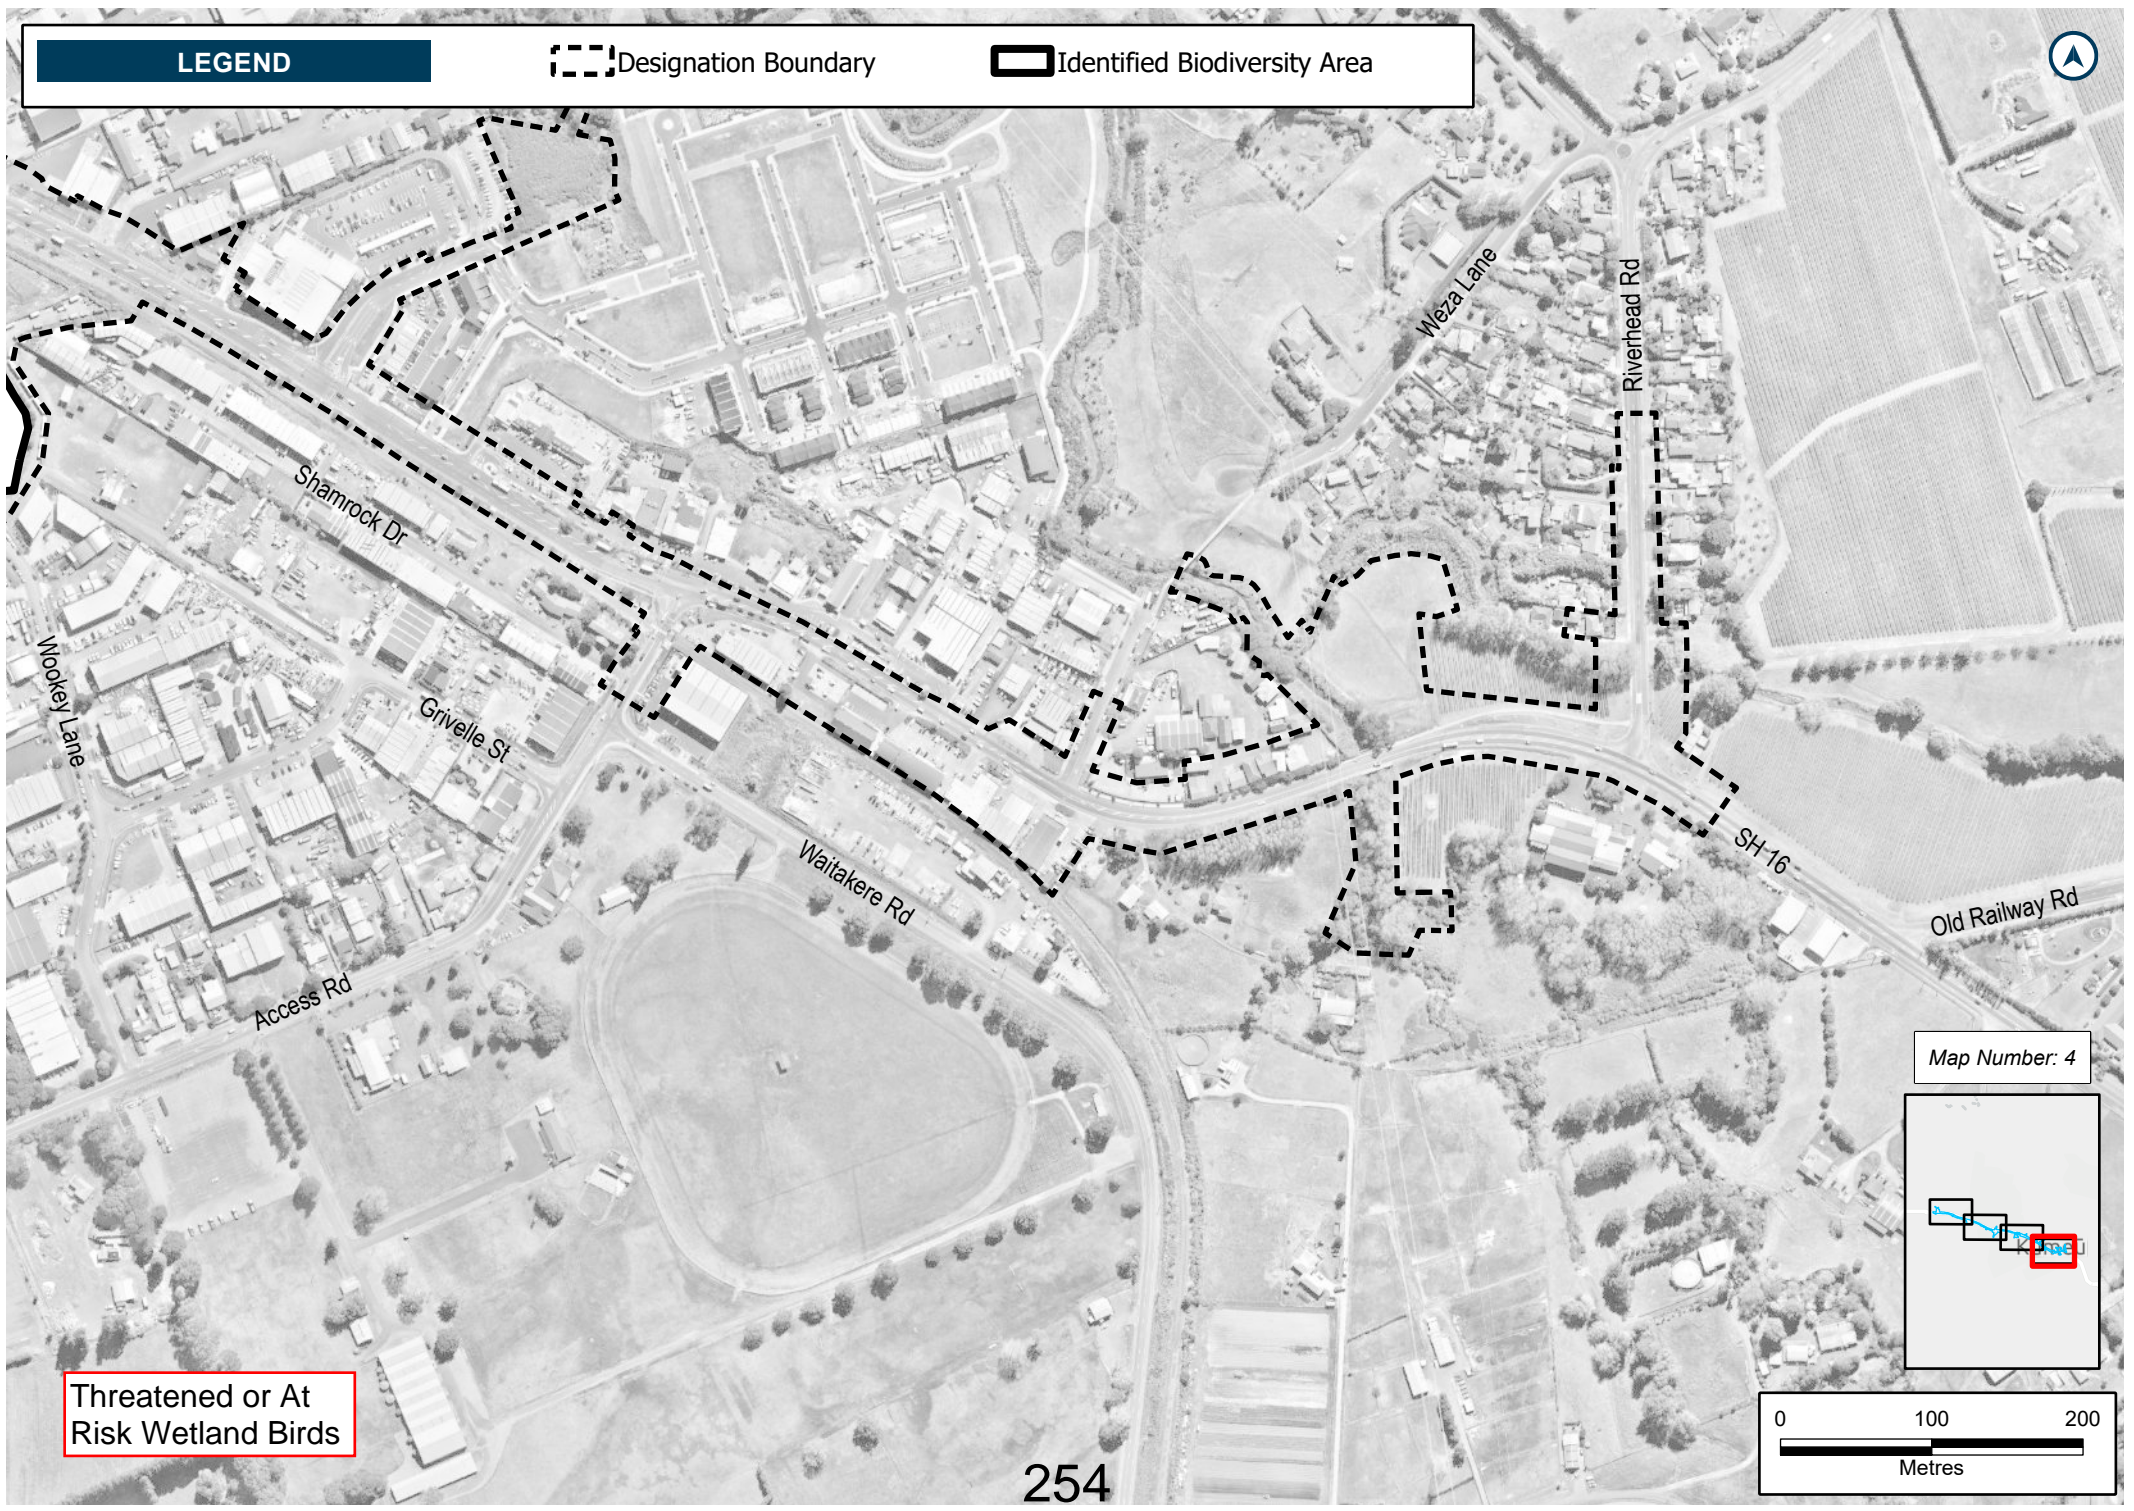 LEGEND
Designation Boundary
Identified Biodiversity Area
Weza Lane
Riverhead Rd
Shamrock Dr
Wookey Lane
Grivelle St
Waitakere Rd
SH 16
Old Railway Rd
Access Rd
Map Number: 4
Kumeū
Threatened or At
Risk Wetland Birds
0 100 200
Metres
254